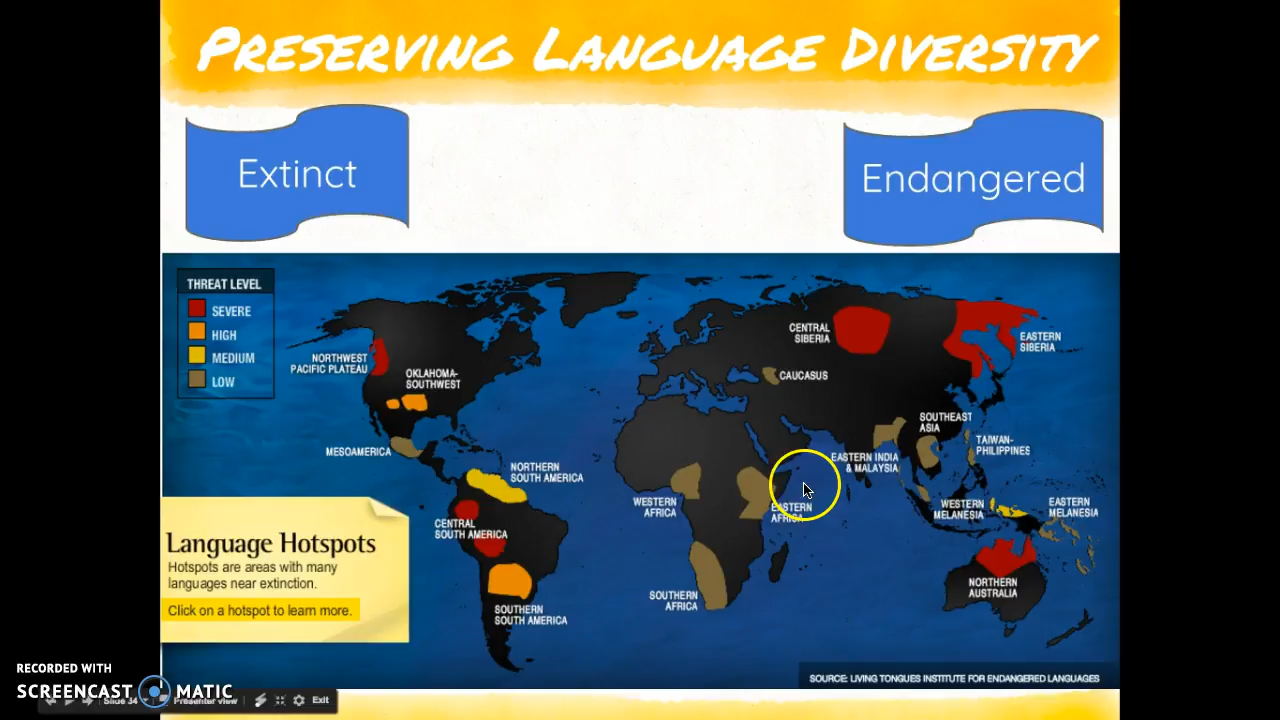 PRESERVING LANGUAGE DIVERSITY
Extinct
Endangered
THREAT LEVEL
SEVERE
HIGH
MEDIUM
LOW
NORTHWEST
PACIFIC PLATEAU
OKLAHOMA-
SOUTHWEST
MESOAMERICA
NORTHERN
SOUTH AMERICA
CENTRAL
SOUTH AMERICA
SOUTHERN
SOUTH AMERICA
WESTERN
AFRICA
EASTERN
AFRICA
SOUTHERN
AFRICA
CAUCASUS
CENTRAL
SIBERIA
EASTERN
SIBERIA
EASTERN INDIA
& MALAYSIA
SOUTHEAST
ASIA
TAIWAN-
PHILIPPINES
WESTERN
MELANESIA
EASTERN
MELANESIA
NORTHERN
AUSTRALIA
Language Hotspots
Hotspots are areas with many
languages near extinction.
Click on a hotspot to learn more.
SOURCE: LIVING TONGUES INSTITUTE FOR ENDANGERED LANGUAGES
RECORDED WITH
SCREENCAST MATIC
Slide 34
Presenter view
Exit